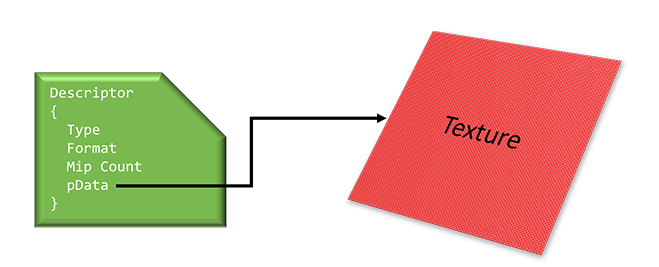 Descriptor
{
Type
Format
Mip Count
pData
}
Texture